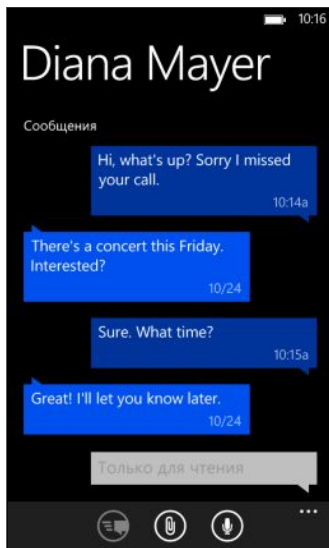 10:16
Diana Mayer
Сообщения
Hi, what's up? Sorry I missed
your call.
10:14a
There's a concert this Friday.
Interested?
10/24
Sure. What time?
10:15a
Great! I'll let you know later.
10/24
Только для чтения